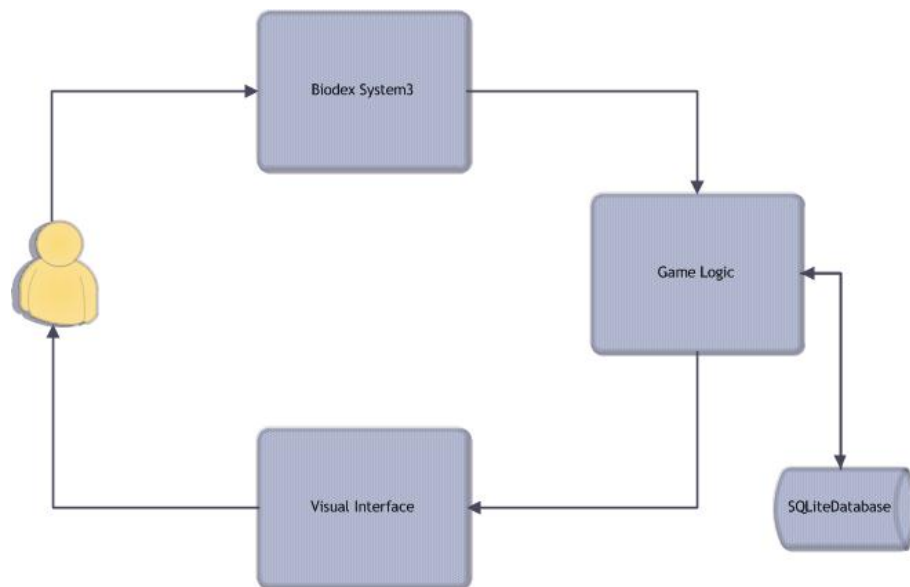 Biodex System3
Game Logic
Visual Interface
SQLiteDatabase